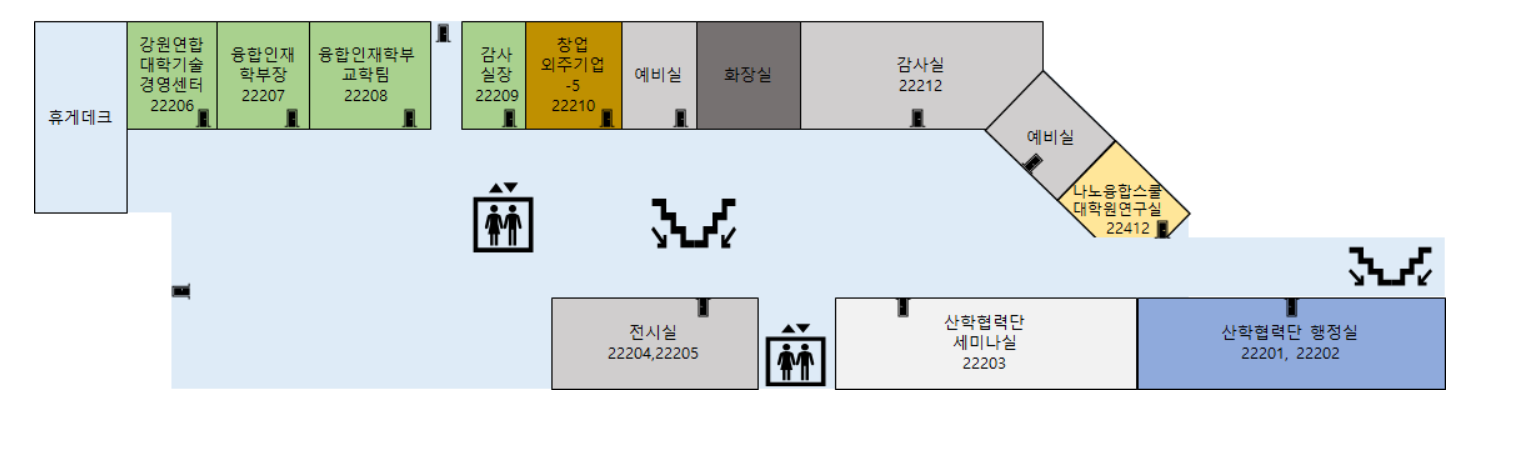 휴게데크
강원연합
대학기술
경영센터
22206
융합인재
학부장
22207
융합인재학부
교학팀
22208
감사
실장
22209
창업
외주기업
-5
22210
예비실
화장실
감사실
22212
예비실
나노융합스쿨
대학원연구실
22412
전시실
22204,22205
산학협력단
세미나실
22203
산학협력단 행정실
22201, 22202